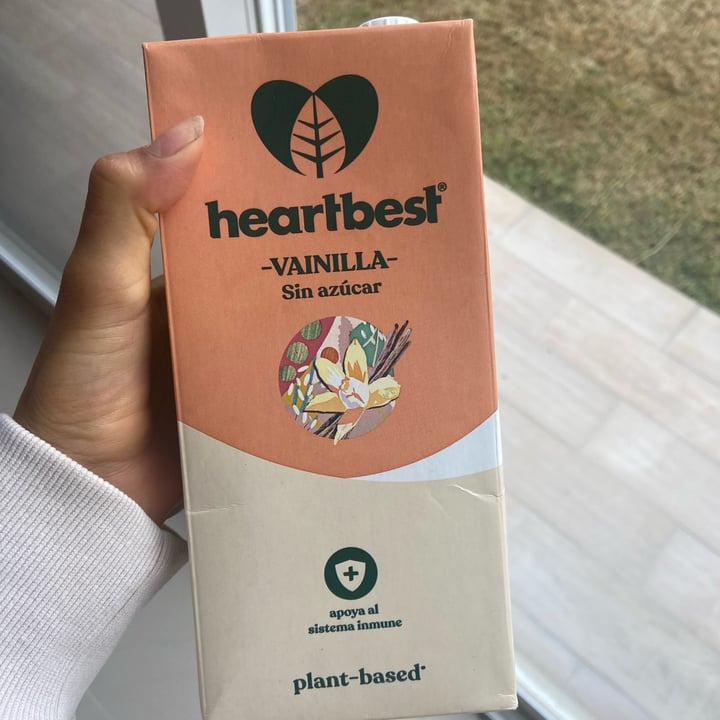 heartbest®
-VAINILLA-
Sin azúcar
apoya al
sistema inmune
plant-based*